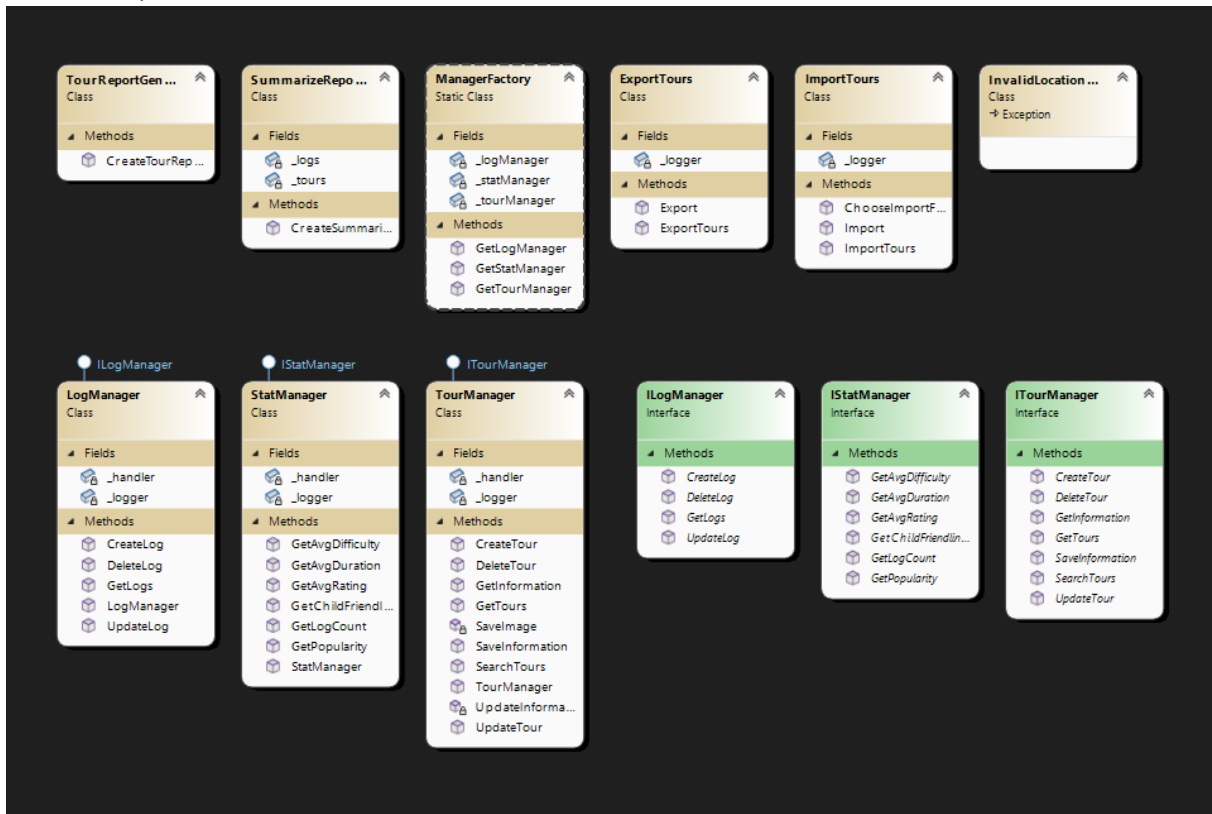 TourReportGen ...
Class
Methods
CreateTourRep ...
SummarizeRepo ...
Class
Fields
_logs
_tours
Methods
CreateSummari...
ManagerFactory
Static Class
Fields
_logManager
_statManager
_tourManager
Methods
GetLogManager
GetStatManager
GetTourManager
ExportTours
Class
Fields
_logger
Methods
Export
ExportTours
ImportTours
Class
Fields
_logger
Methods
ChooseImportF...
Import
ImportTours
InvalidLocation ...
Class
Exception
ILogManager
LogManager
Class
Fields
_handler
_logger
Methods
CreateLog
DeleteLog
GetLogs
LogManager
UpdateLog
IStatManager
StatManager
Class
Fields
_handler
_logger
Methods
GetAvgDifficulty
GetAvgDuration
GetAvgRating
GetChildFriendl...
GetLogCount
GetPopularity
StatManager
ITourManager
TourManager
Class
Fields
_handler
_logger
Methods
CreateTour
DeleteTour
GetInformation
GetTours
SaveImage
SaveInformation
SearchTours
TourManager
UpdateInforma...
UpdateTour
ILogManager
Interface
Methods
CreateLog
DeleteLog
GetLogs
UpdateLog
IStatManager
Interface
Methods
GetAvgDifficulty
GetAvgDuration
GetAvgRating
GetChildFriendlin...
GetLogCount
GetPopularity
ITourManager
Interface
Methods
CreateTour
DeleteTour
GetInformation
GetTours
SaveInformation
SearchTours
UpdateTour